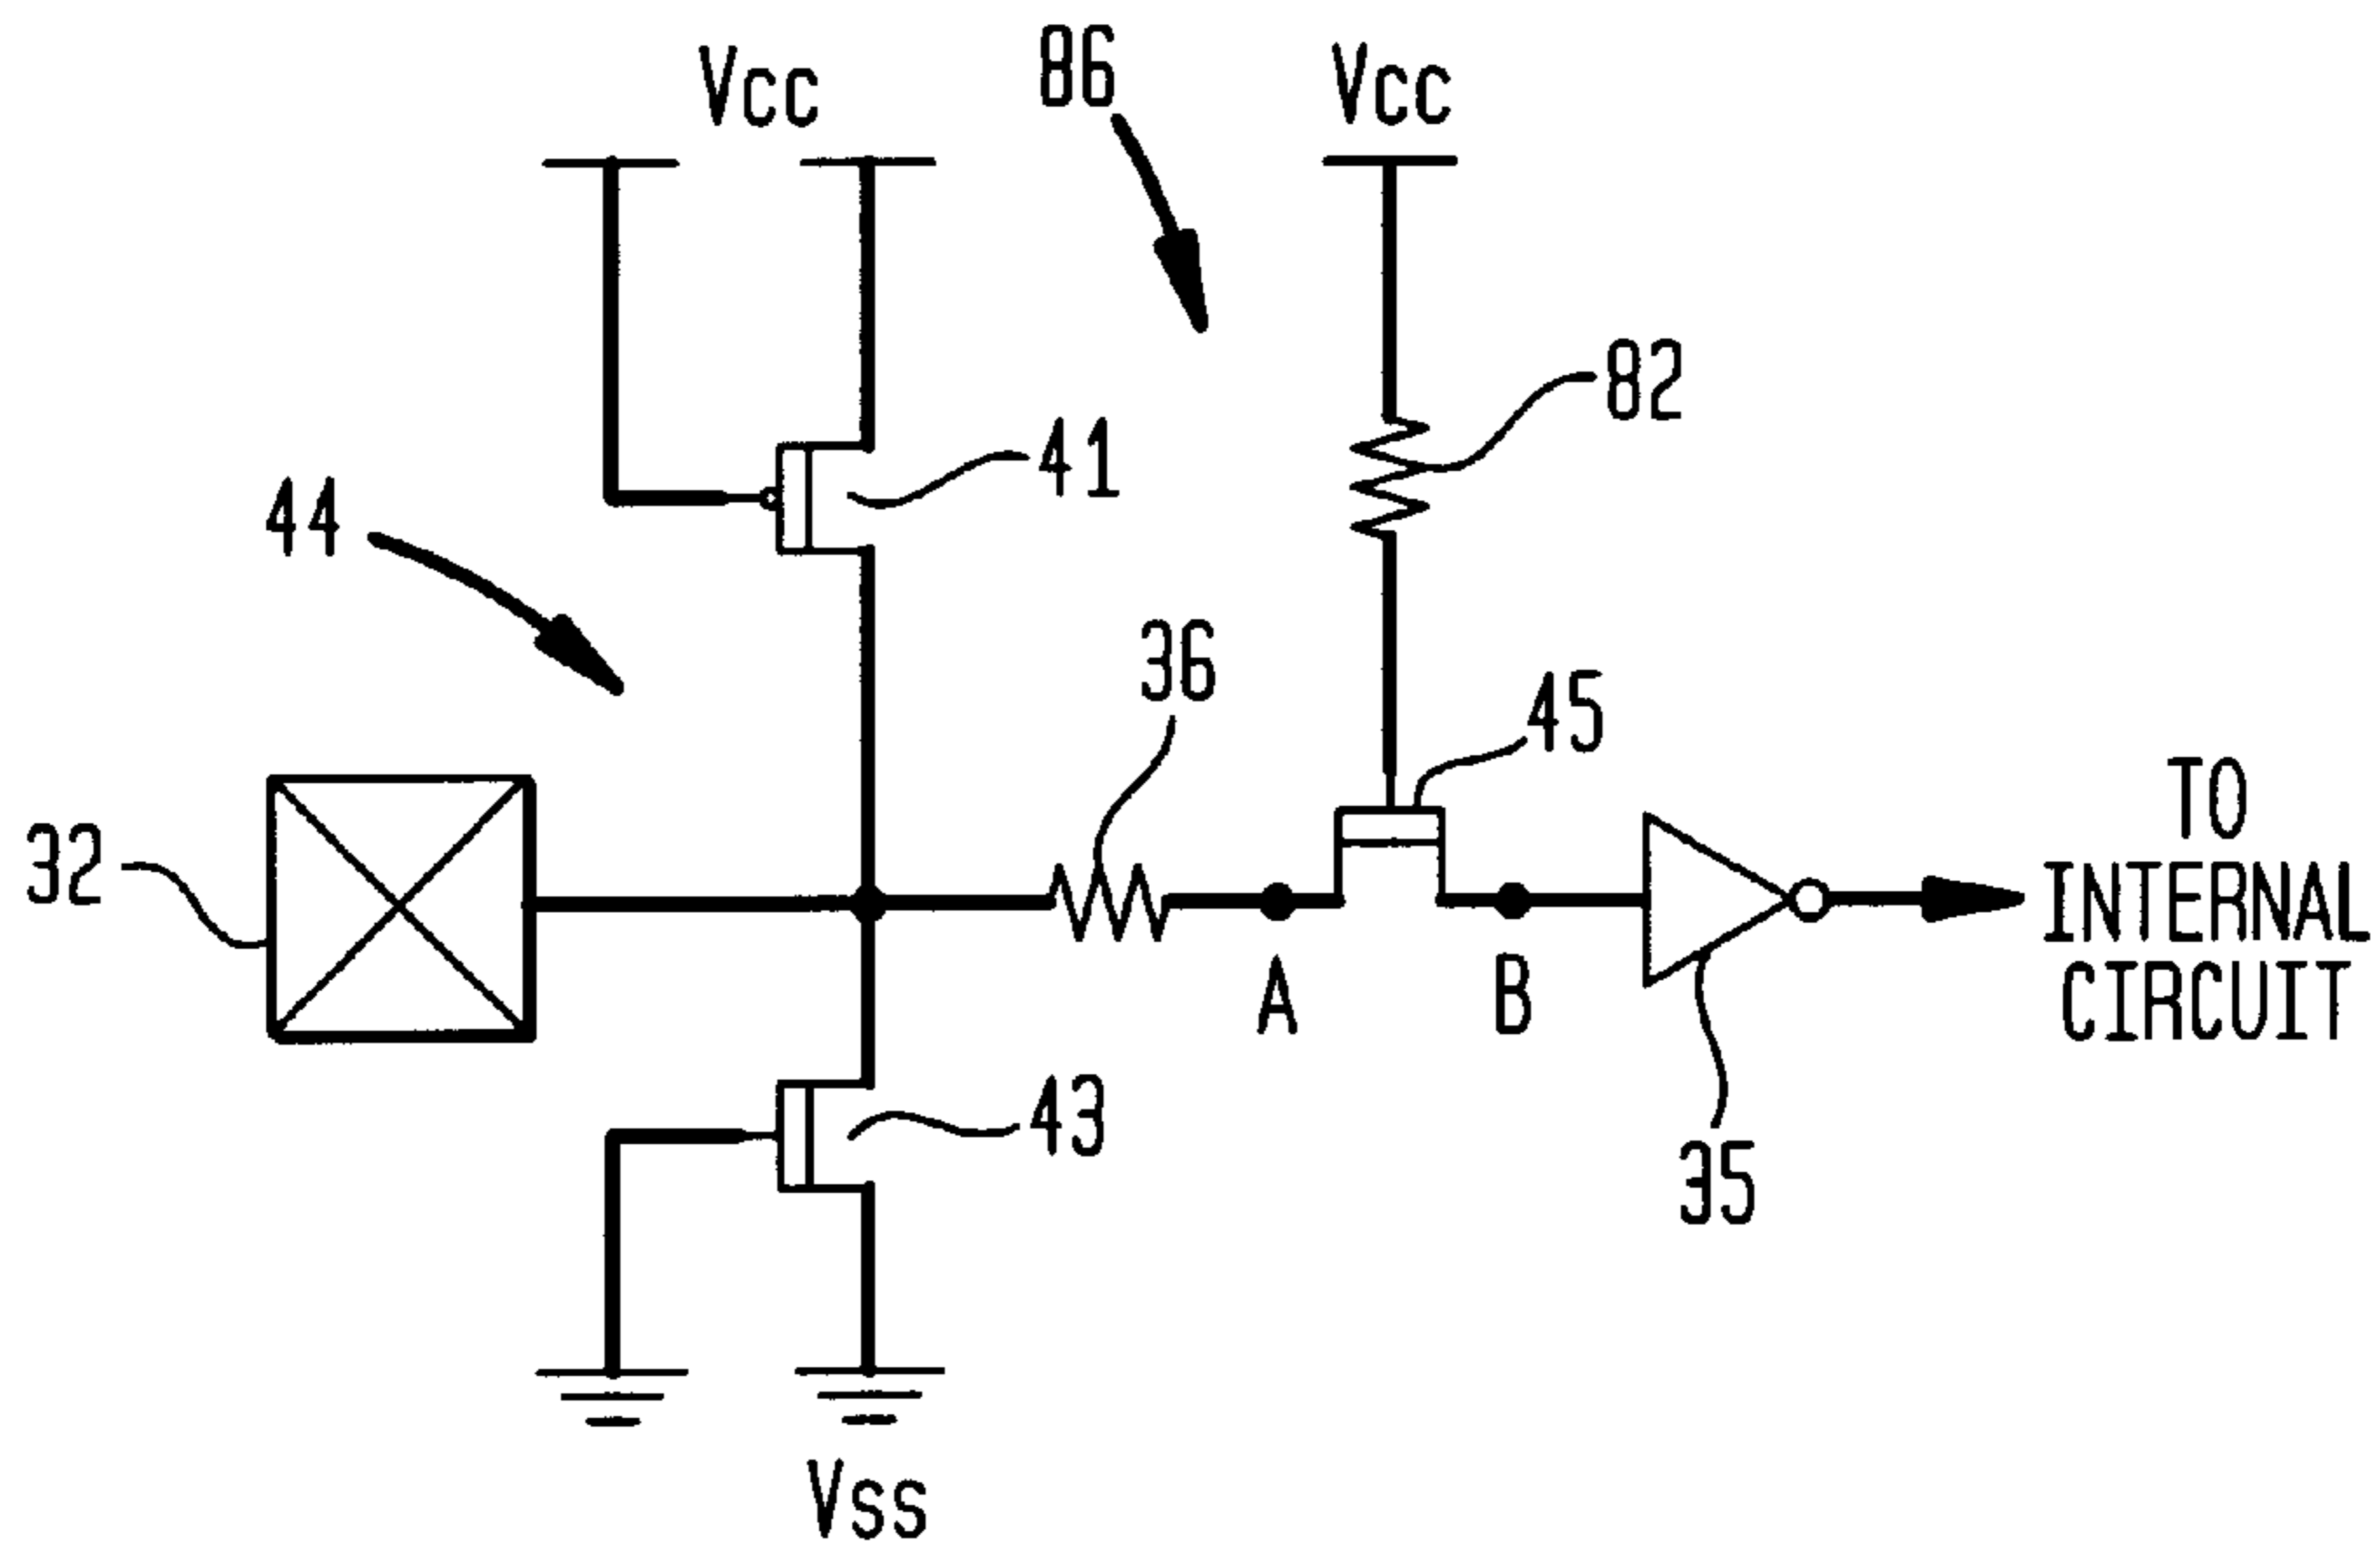 Vcc
86
Vcc
82
41
44
36
45
32
TO
INTERNAL
CIRCUIT
A
B
43
35
Vss